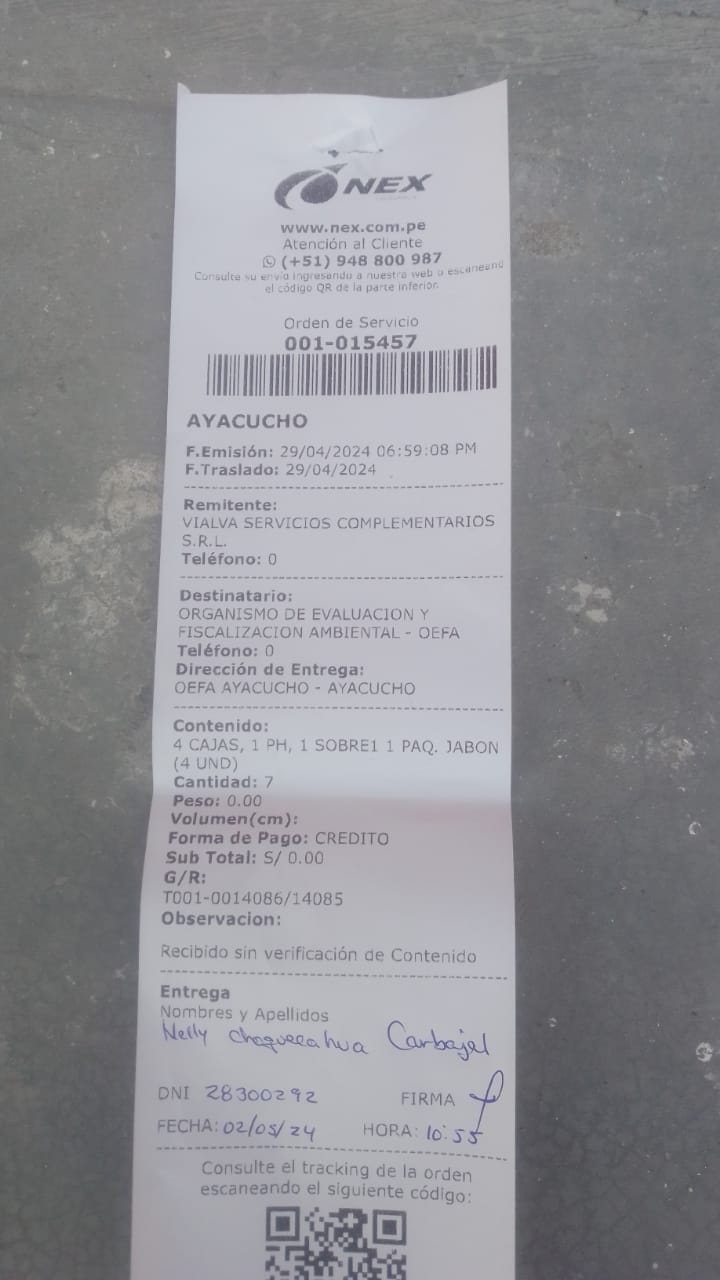 NEX
www.nex.com.pe
Atención al Cliente
(+51) 948 800 987
Consulte su envío ingresando a nuestra web o escaneand
el código QR de la parte inferior.
Orden de Servicio
001-015457
AYACUCHO
F.Emisión: 29/04/2024 06:59:08 PM
F.Traslado: 29/04/2024
Remitente:
VIALVA SERVICIOS COMPLEMENTARIOS
S.R.L.
Teléfono: 0
Destinatario:
ORGANISMO DE EVALUACION Y
FISCALIZACION AMBIENTAL - OEFA
Teléfono: 0
Dirección de Entrega:
OEFA AYACUCHO - AYACUCHO
Contenido:
4 CAJAS, 1 PH, 1 SOBRE1 1 PAQ. JABON
(4 UND)
Cantidad: 7
Peso: 0.00
Volumen(cm):
Forma de Pago: CREDITO
Sub Total: S/ 0.00
G/R:
T001-0014086/14085
Observacion:
Recibido sin verificación de Contenido
Entrega
Nombres y Apellidos
Nelly Choqueccahua Carbajal
DNI 28300292 FIRMA
FECHA: 02/05/24 HORA: 10:55
Consulte el tracking de la orden
escaneando el siguiente código: